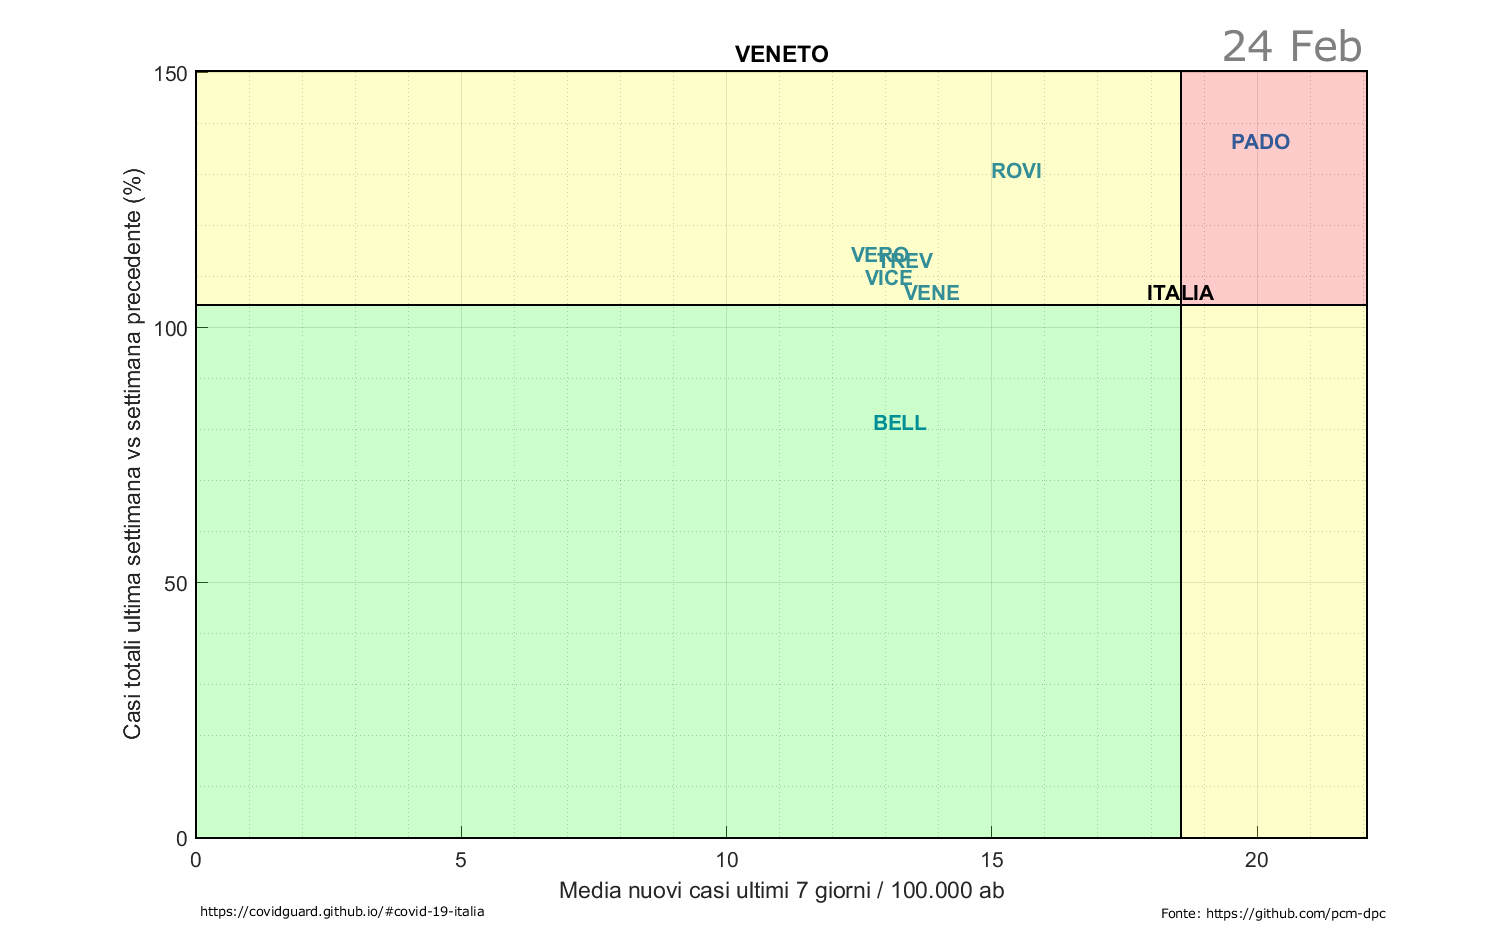 VENETO
24 Feb
150
100
50
0
Casi totali ultima settimana vs settimana precedente (%)
PADO
ROVI
VERO
TREV
VICE
VENE
ITALIA
BELL
0 5 10 15 20
Media nuovi casi ultimi 7 giorni / 100.000 ab
https://covidguard.github.io/#covid-19-italia
Fonte: https://github.com/pcm-dpc